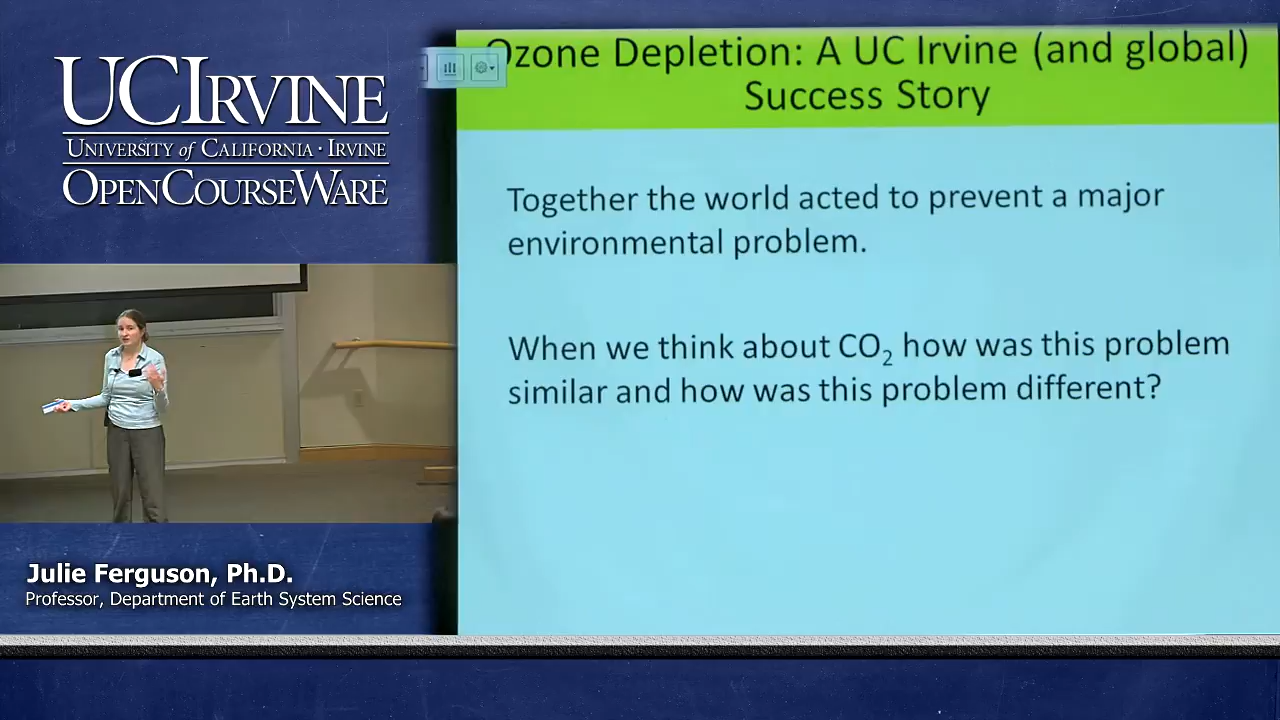 UCIRVINE
UNIVERSITY of CALIFORNIA · IRVINE
OPENCOURSEWARE
Ozone Depletion: A UC Irvine (and global)
Success Story
Together the world acted to prevent a major
environmental problem.
When we think about CO₂ how was this problem
similar and how was this problem different?
Julie Ferguson, Ph.D.
Professor, Department of Earth System Science